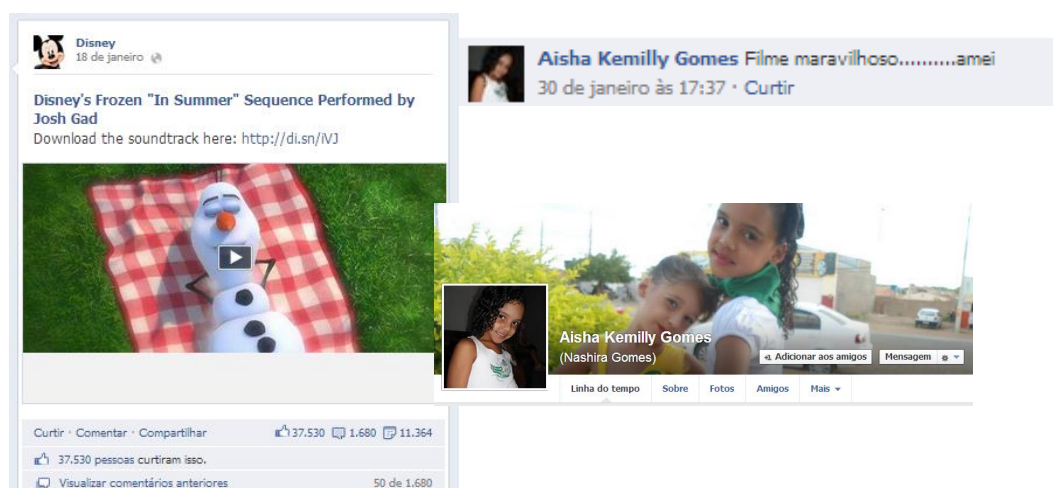 Disney
18 de janeiro
Disney's Frozen "In Summer" Sequence Performed by
Josh Gad
Download the soundtrack here: http://di.sn/iVJ
Curtir · Comentar · Compartilhar 37.530 1.680 11.364
37.530 pessoas curtiram isso.
Visualizar comentários anteriores 50 de 1.680
Aisha Kemilly Gomes Filme maravilhoso..........amei
30 de janeiro às 17:37 · Curtir
Aisha Kemilly Gomes
(Nashira Gomes)
+1 Adicionar aos amigos Mensagem
Linha do tempo Sobre Fotos Amigos Mais